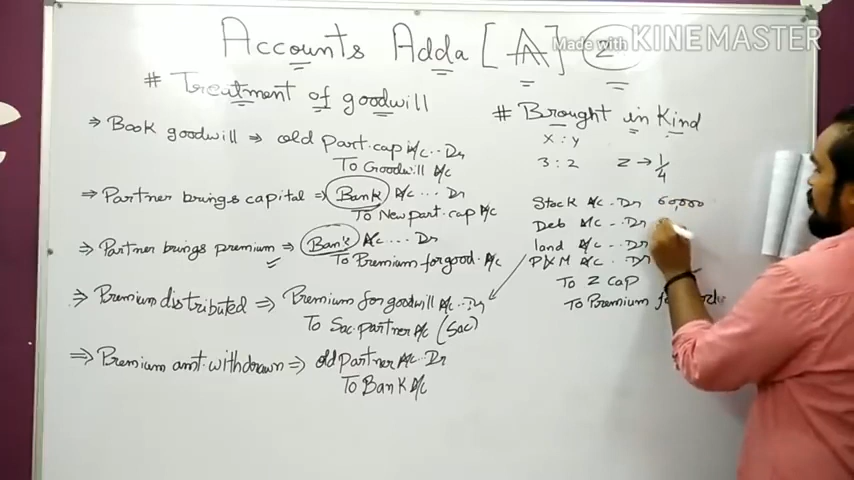 Accounts Adda [A] 2
Made with KINEMASTER
# Treatment of goodwill
⇒ Book goodwill ⇒ old part.cap A/c... Dr
To Goodwill A/c
⇒ Partner brings capital ⇒ Bank A/c... Dr
To New part.cap A/c
⇒ Partner brings premium ⇒ Bank A/c... Dr
To Premium for good. A/c
⇒ Premium distributed ⇒ Premium for goodwill A/c.. Dr
To Sac.partner A/c (Sac)
⇒ Premium amt. withdrawn ⇒ old partner A/c. Dr
To Bank A/c
# Brought in Kind
X : Y
3 : 2 Z → 1/4
Stock A/c - Dr 60,000
Deb A/c -.. Dr
land A/c... Dr
P&M A/c . Dr
To Z cap
To Premium